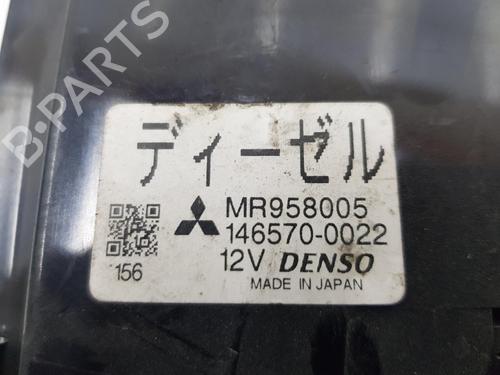 B-PARTS
ディーゼル
MR958005
146570-0022
12V DENSO
156
MADE IN JAPAN